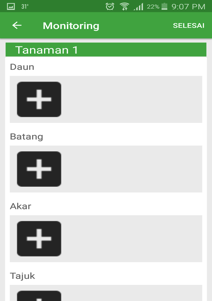 31° 22% 9:07 PM
Monitoring SELESAI
Tanaman 1
Daun
Batang
Akar
Tajuk